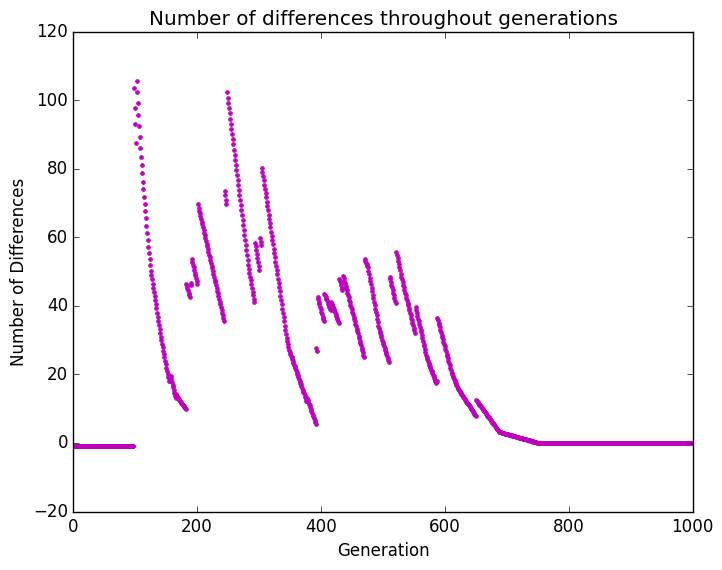 Number of differences throughout generations
120
100
80
60
40
20
0
−20
Number of Differences
0 200 400 600 800 1000
Generation